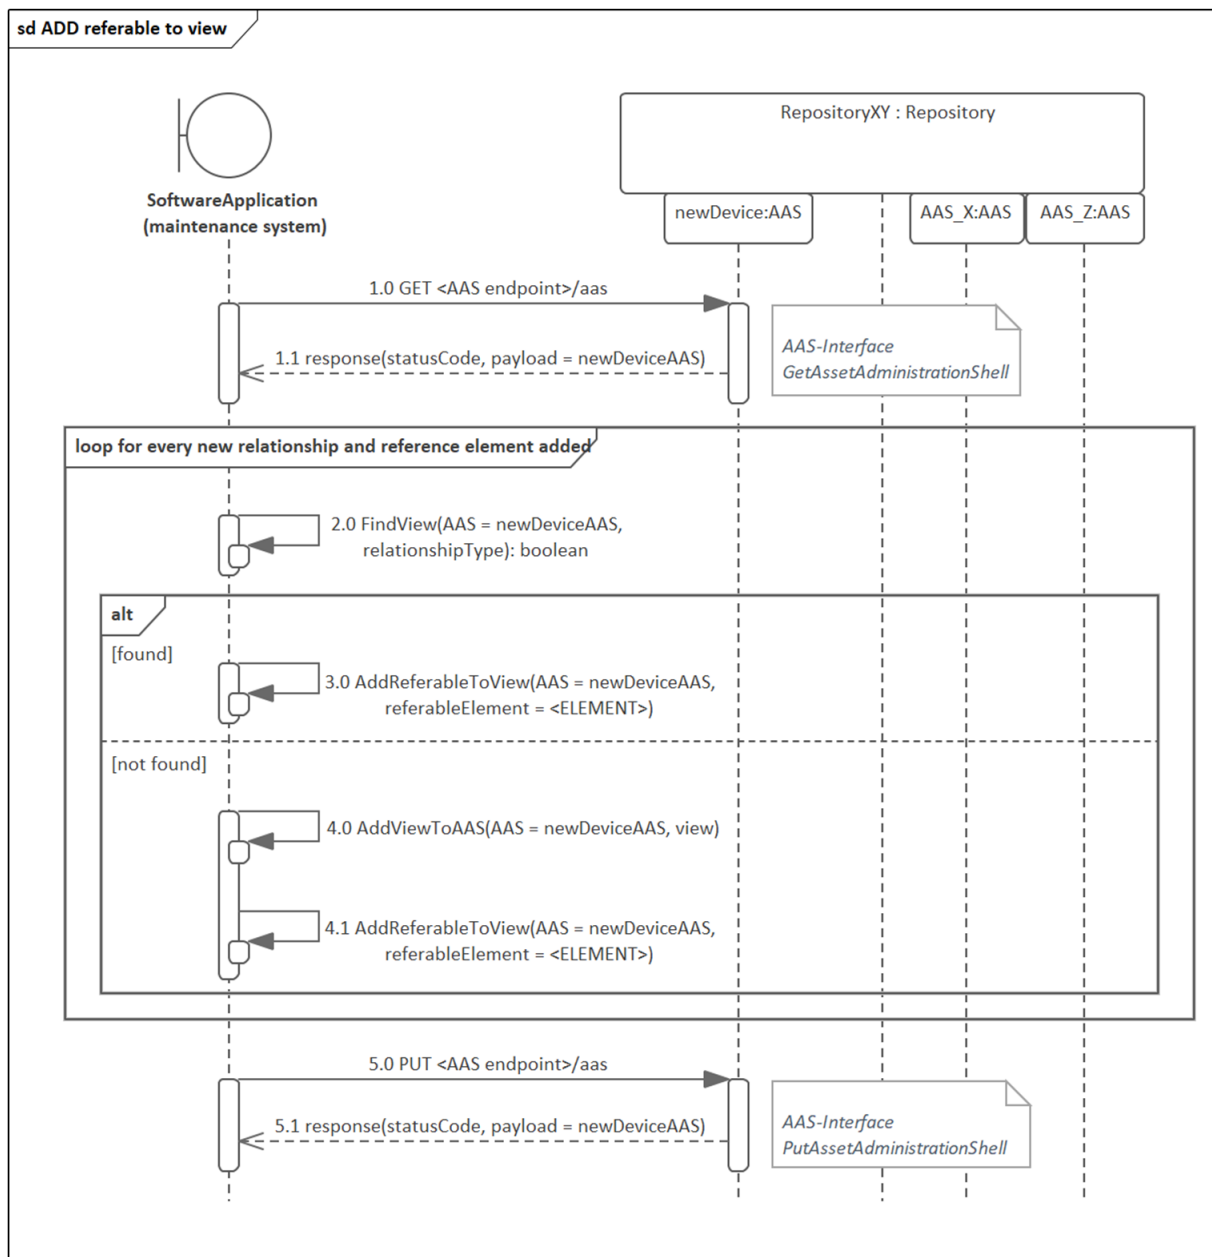 sd ADD referable to view
RepositoryXY : Repository
SoftwareApplication
(maintenance system)
newDevice:AAS
AAS_X:AAS
AAS_Z:AAS
1.0 GET <AAS endpoint>/aas
AAS-Interface
GetAssetAdministrationShell
1.1 response(statusCode, payload = newDeviceAAS)
loop for every new relationship and reference element added
2.0 FindView(AAS = newDeviceAAS,
relationshipType): boolean
alt
[found]
3.0 AddReferableToView(AAS = newDeviceAAS,
referableElement = <ELEMENT>)
[not found]
4.0 AddViewToAAS(AAS = newDeviceAAS, view)
4.1 AddReferableToView(AAS = newDeviceAAS,
referableElement = <ELEMENT>)
5.0 PUT <AAS endpoint>/aas
AAS-Interface
PutAssetAdministrationShell
5.1 response(statusCode, payload = newDeviceAAS)